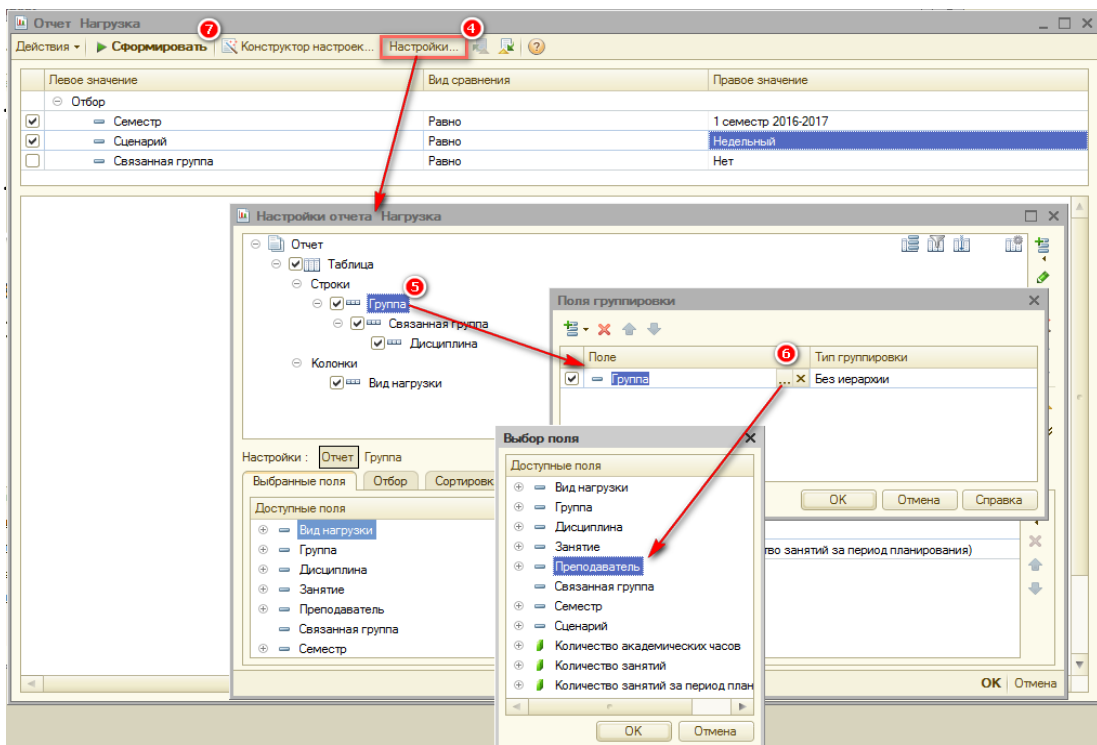 Отчет Нагрузка
7
4
Действия Сформировать Конструктор настроек... Настройки...
Левое значение Вид сравнения Правое значение
Отбор
Семестр Равно 1 семестр 2016-2017
Сценарий Равно Недельный
Связанная группа Равно Нет
Настройки отчета Нагрузка
Отчет
Таблица
Строки
5
Группа
Связанная группа
Дисциплина
Колонки
Вид нагрузки
Поля группировки
Поле 6 Тип группировки
Группа ... Без иерархии
OK Отмена Справка
Настройки : Отчет Группа
Выбранные поля Отбор Сортировк
Доступные поля
Вид нагрузки
Группа
Дисциплина
Занятие
Преподаватель
Связанная группа
Семестр
во занятий за период планирования)
OK Отмена
Выбор поля
Доступные поля
Вид нагрузки
Группа
Дисциплина
Занятие
Преподаватель
Связанная группа
Семестр
Сценарий
Количество академических часов
Количество занятий
Количество занятий за период план
OK Отмена